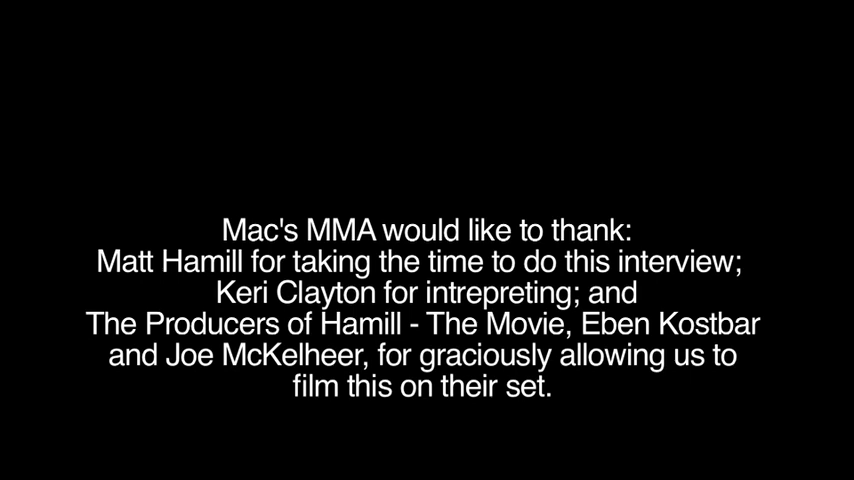 Mac's MMA would like to thank:
Matt Hamill for taking the time to do this interview;
Keri Clayton for intrepreting; and
The Producers of Hamill - The Movie, Eben Kostbar
and Joe McKelheer, for graciously allowing us to
film this on their set.